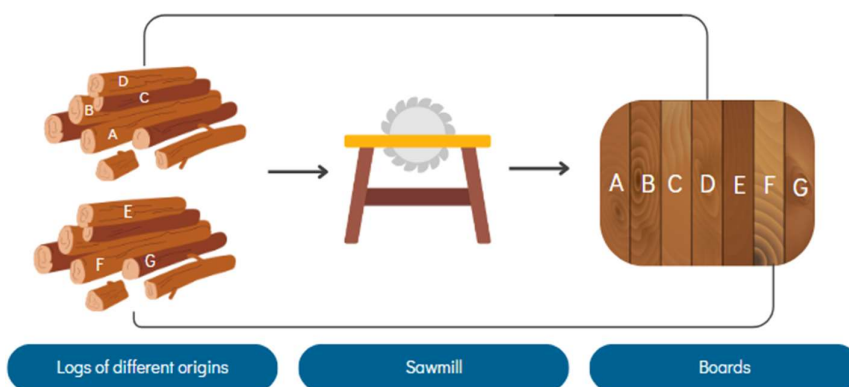 D
C
B
A
E
F
G
A B C D E F G
Logs of different origins
Sawmill
Boards